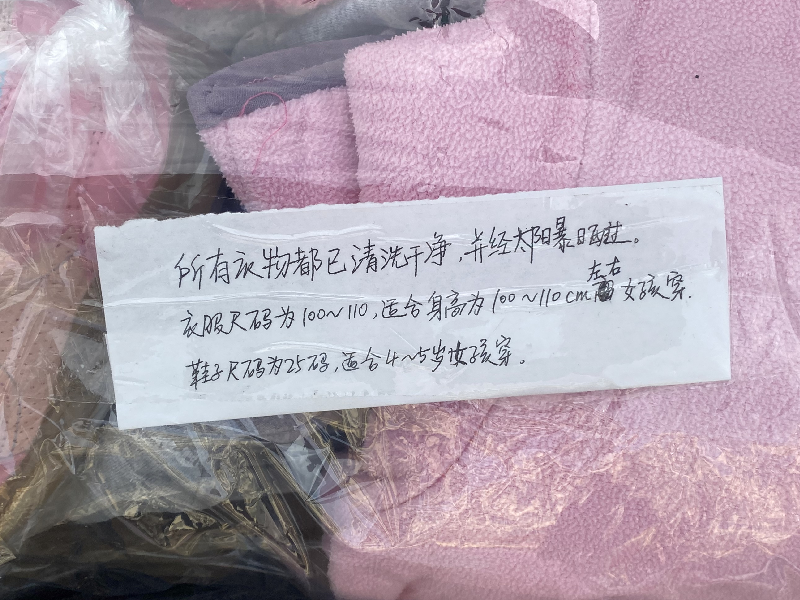 所有衣物都已清洗干净，并经太阳暴晒过。
衣服尺码为100～110，适合身高为100～110cm左右女孩穿.
鞋子尺码为25码，适合4～5岁女孩穿。